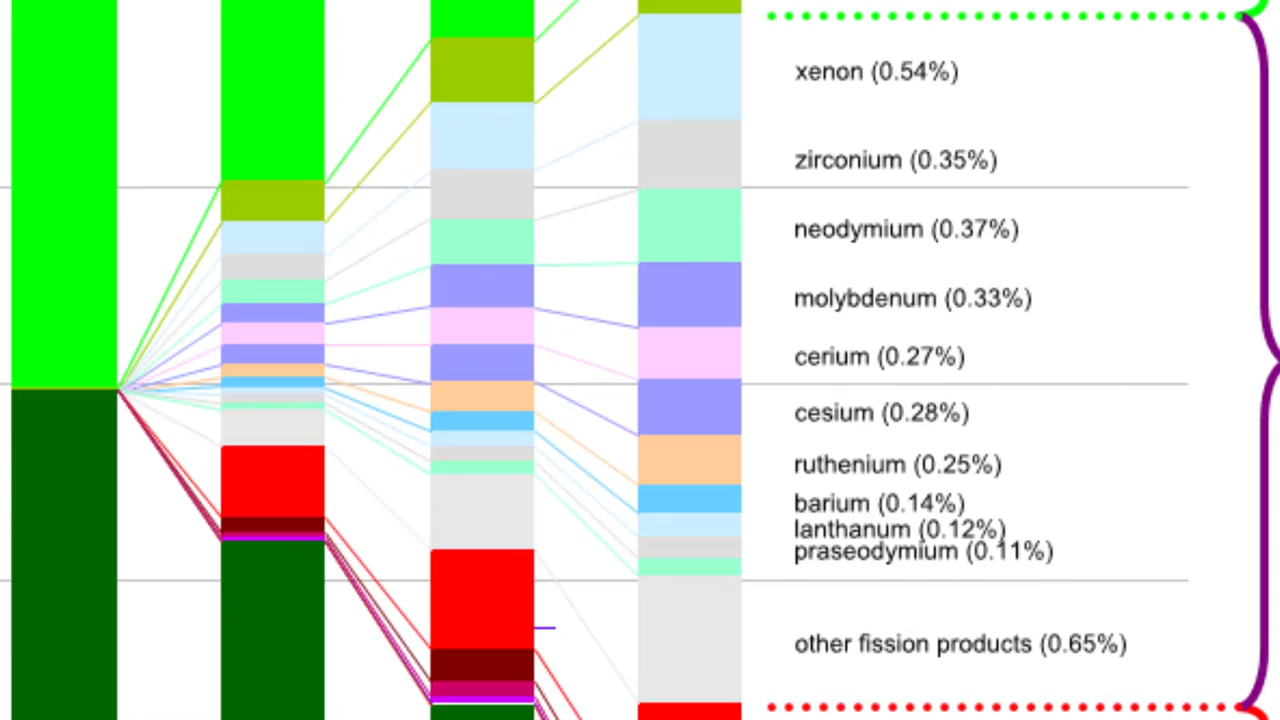 xenon (0.54%)
zirconium (0.35%)
neodymium (0.37%)
molybdenum (0.33%)
cerium (0.27%)
cesium (0.28%)
ruthenium (0.25%)
barium (0.14%)
lanthanum (0.12%)
praseodymium (0.11%)
other fission products (0.65%)